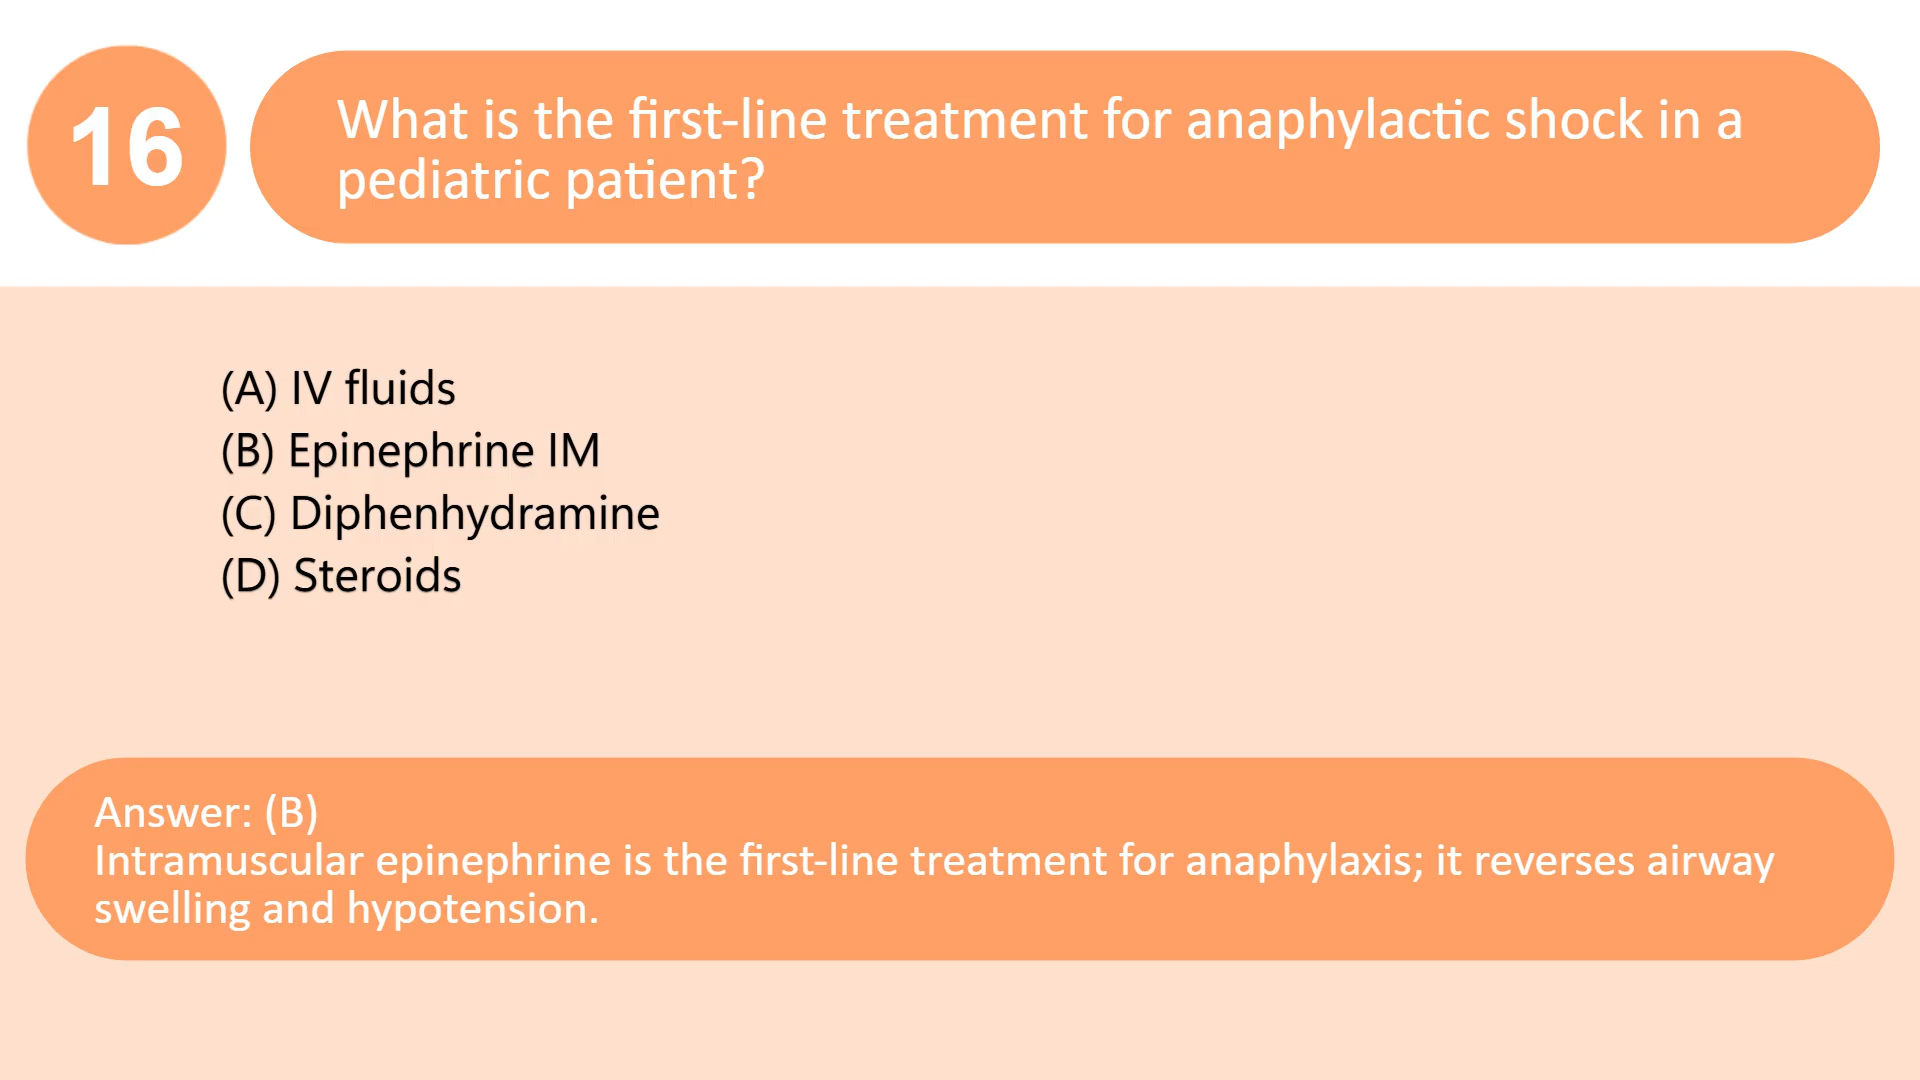 16
What is the first-line treatment for anaphylactic shock in a
pediatric patient?
(A) IV fluids
(B) Epinephrine IM
(C) Diphenhydramine
(D) Steroids
Answer: (B)
Intramuscular epinephrine is the first-line treatment for anaphylaxis; it reverses airway
swelling and hypotension.